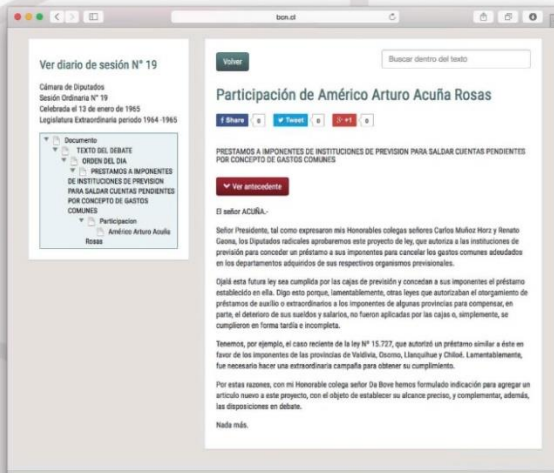 bcn.cl
Ver diario de sesión N° 19
Cámara de Diputados
Sesión Ordinaria N° 19
Celebrada el 13 de enero de 1965
Legislatura Extraordinaria periodo 1964 -1965
Documento
TEXTO DEL DEBATE
ORDEN DEL DIA
PRESTAMOS A IMPONENTES
DE INSTITUCIONES DE PREVISION
PARA SALDAR CUENTAS PENDIENTES
POR CONCEPTO DE GASTOS
COMUNES
Participacion
Américo Arturo Acuña
Rosas
Volver
Buscar dentro del texto
Participación de Américo Arturo Acuña Rosas
f Share 0 Tweet 0 +1 0
PRESTAMOS A IMPONENTES DE INSTITUCIONES DE PREVISION PARA SALDAR CUENTAS PENDIENTES
POR CONCEPTO DE GASTOS COMUNES
Ver antecedente
El señor ACUÑA.-
Señor Presidente, tal como expresaron mis Honorables colegas señores Carlos Muñoz Horz y Renato
Gaona, los Diputados radicales aprobaremos este proyecto de ley, que autoriza a las instituciones de
previsión para conceder un préstamo a sus imponentes para cancelar los gastos comunes adeudados
en los departamentos adquiridos de sus respectivos organismos previsionales.
Ojalá esta futura ley sea cumplida por las cajas de previsión y concedan a sus imponentes el préstamo
establecido en ella. Digo esto porque, lamentablemente, otras leyes que autorizaban el otorgamiento de
préstamos de auxilio o extraordinarios a los imponentes de algunas provincias para compensar, en
parte, el deterioro de sus sueldos y salarios, no fueron aplicadas por las cajas o, simplemente, se
cumplieron en forma tardía e incompleta.
Tenemos, por ejemplo, el caso reciente de la ley N° 15.727, que autorizó un préstamo similar a éste en
favor de los imponentes de las provincias de Valdivia, Osorno, Llanquihue y Chiloé. Lamentablemente,
fue necesario hacer una extraordinaria campaña para obtener su cumplimiento.
Por estas razones, con mi Honorable colega señor Da Bove hemos formulado indicación para agregar un
artículo nuevo a este proyecto, con el objeto de establecer su alcance preciso, y complementar, además,
las disposiciones en debate.
Nada más.